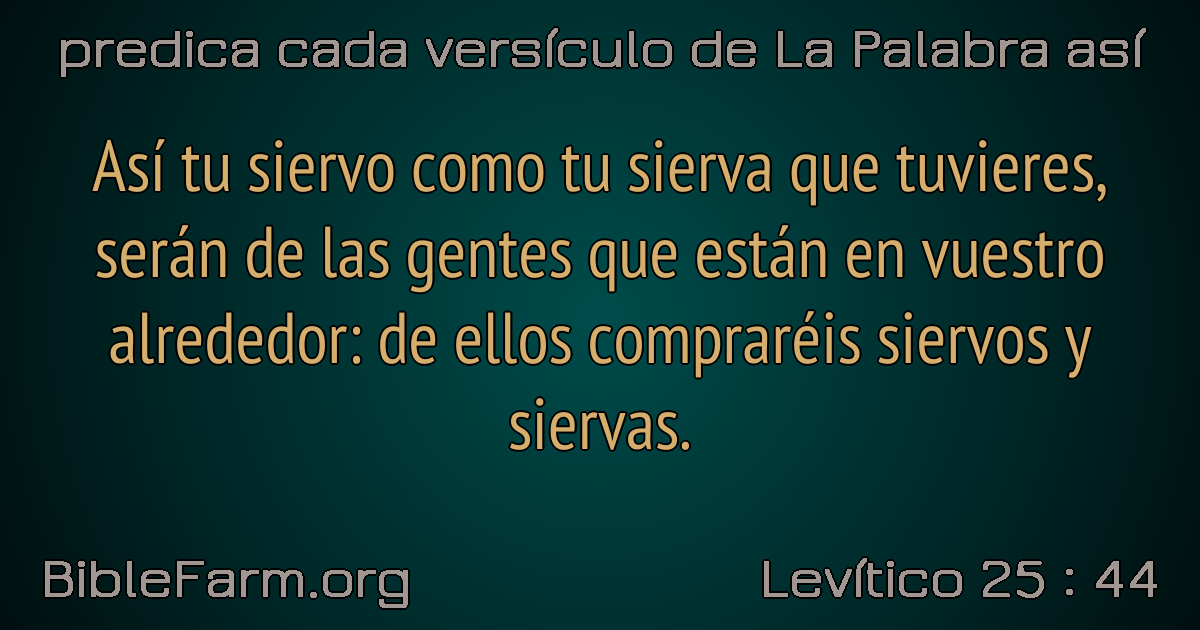 predica cada versículo de La Palabra así
Así tu siervo como tu sierva que tuvieres,
serán de las gentes que están en vuestro
alrededor: de ellos compraréis siervos y
siervas.
BibleFarm.org
Levítico 25 : 44